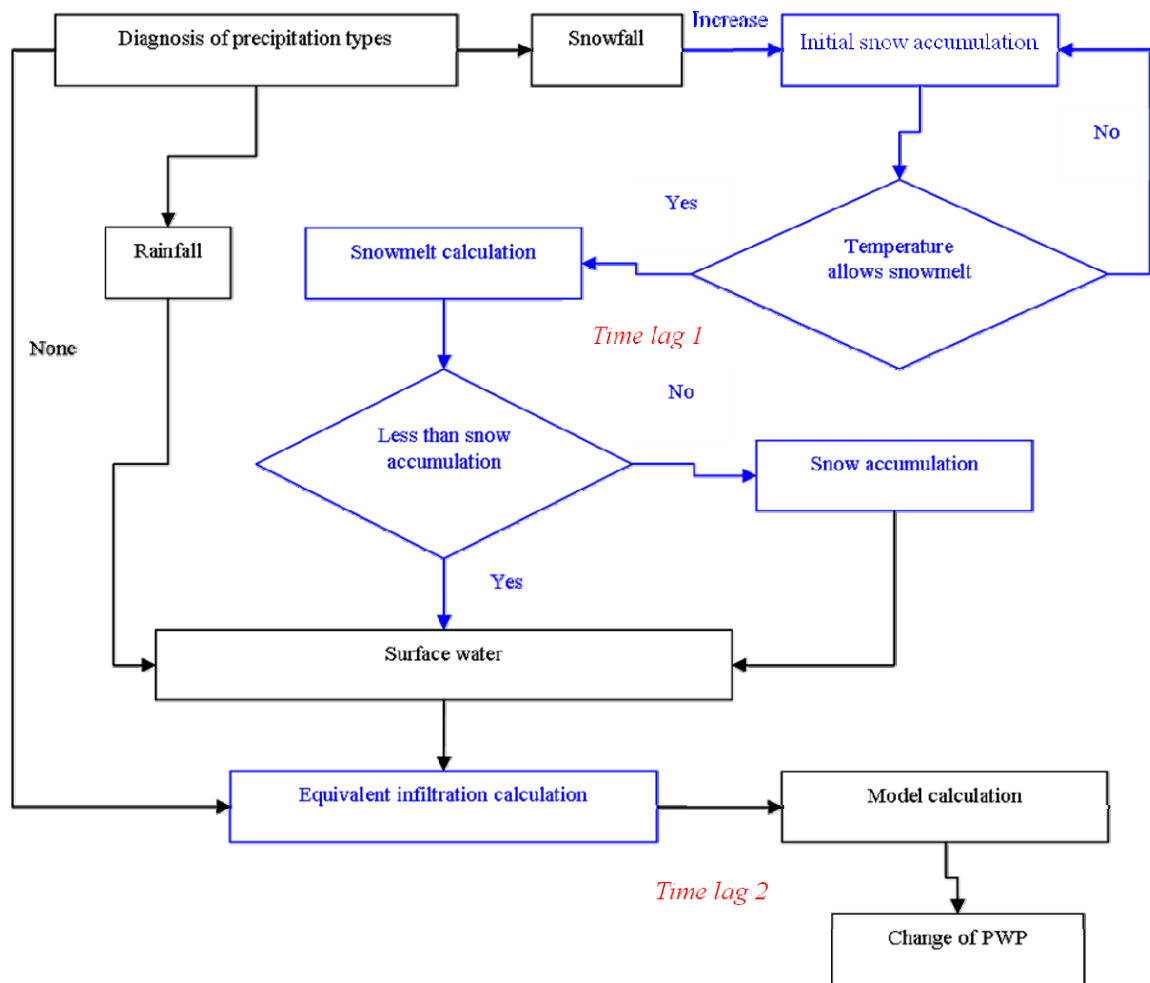 Increase
Diagnosis of precipitation types
Snowfall
Initial snow accumulation
No
Yes
Rainfall
Snowmelt calculation
Temperature
allows snowmelt
Time lag 1
None
No
Less than snow
accumulation
Snow accumulation
Yes
Surface water
Equivalent infiltration calculation
Model calculation
Time lag 2
Change of PWP